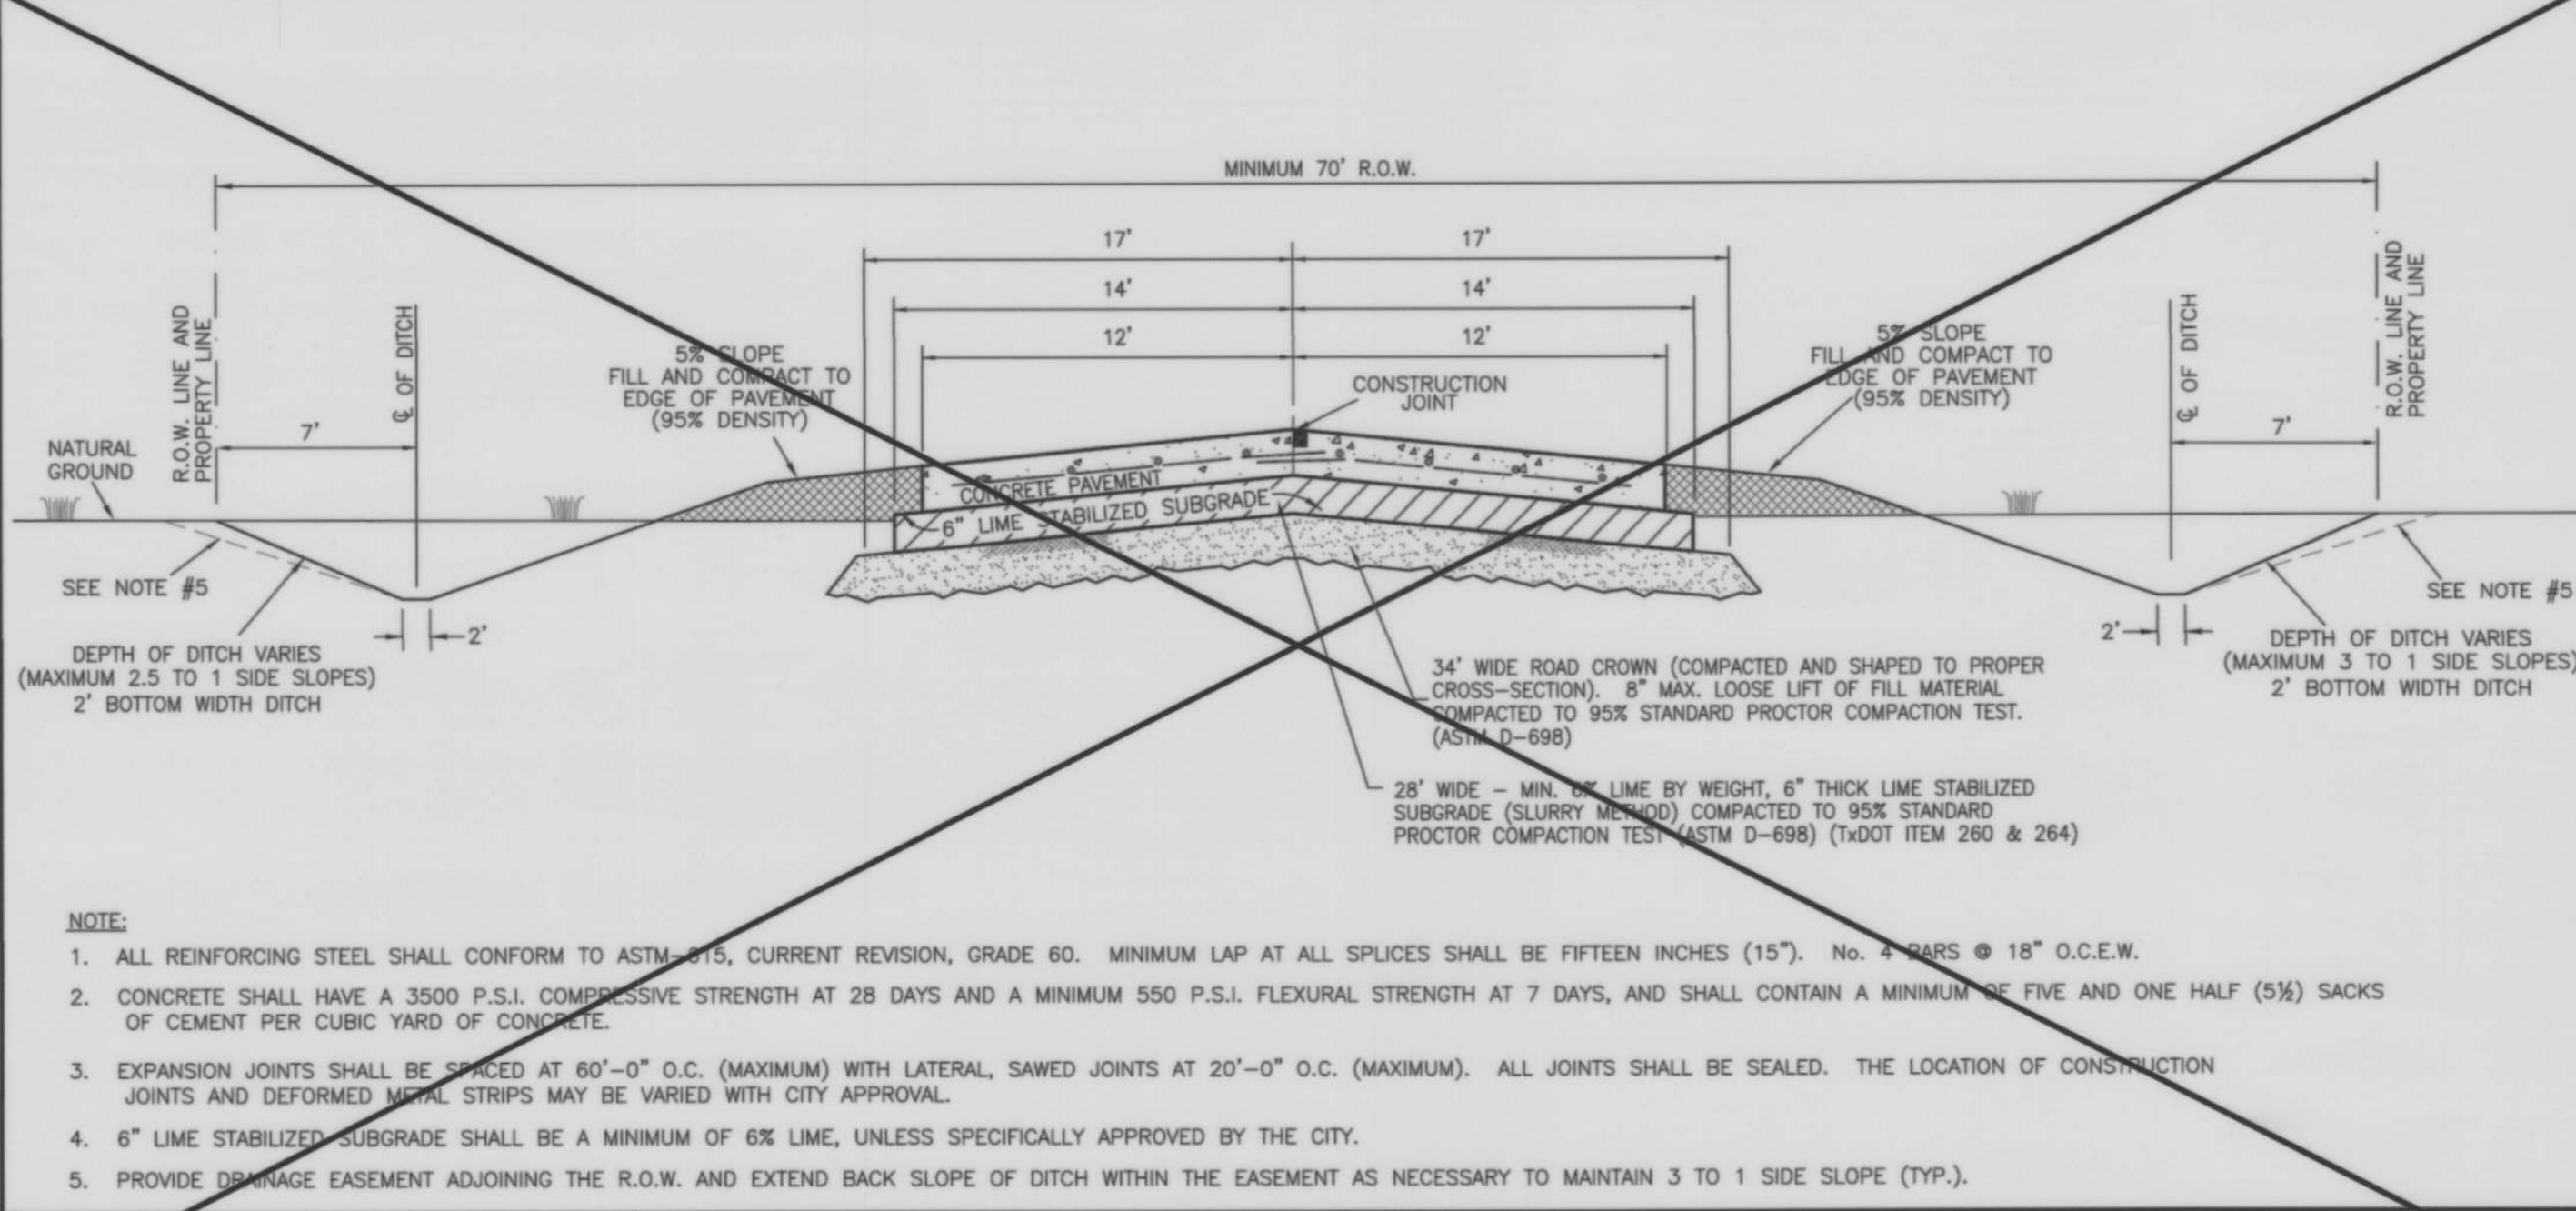 MINIMUM 70' R.O.W.
17'
17'
14'
14'
12'
12'
R.O.W. LINE AND
PROPERTY LINE
℄ OF DITCH
7'
NATURAL
GROUND
5% SLOPE
FILL AND COMPACT TO
EDGE OF PAVEMENT
(95% DENSITY)
CONSTRUCTION
JOINT
5% SLOPE
FILL AND COMPACT TO
EDGE OF PAVEMENT
(95% DENSITY)
℄ OF DITCH
R.O.W. LINE AND
PROPERTY LINE
7'
CONCRETE PAVEMENT
6" LIME STABILIZED SUBGRADE
SEE NOTE #5
2'
DEPTH OF DITCH VARIES
(MAXIMUM 2.5 TO 1 SIDE SLOPES)
2' BOTTOM WIDTH DITCH
SEE NOTE #5
2'
DEPTH OF DITCH VARIES
(MAXIMUM 3 TO 1 SIDE SLOPES)
2' BOTTOM WIDTH DITCH
34' WIDE ROAD CROWN (COMPACTED AND SHAPED TO PROPER
CROSS-SECTION). 8" MAX. LOOSE LIFT OF FILL MATERIAL
COMPACTED TO 95% STANDARD PROCTOR COMPACTION TEST.
(ASTM D-698)
28' WIDE - MIN. 6% LIME BY WEIGHT, 6" THICK LIME STABILIZED
SUBGRADE (SLURRY METHOD) COMPACTED TO 95% STANDARD
PROCTOR COMPACTION TEST (ASTM D-698) (TxDOT ITEM 260 & 264)
NOTE:
1. ALL REINFORCING STEEL SHALL CONFORM TO ASTM-615, CURRENT REVISION, GRADE 60. MINIMUM LAP AT ALL SPLICES SHALL BE FIFTEEN INCHES (15"). No. 4 BARS @ 18" O.C.E.W.
2. CONCRETE SHALL HAVE A 3500 P.S.I. COMPRESSIVE STRENGTH AT 28 DAYS AND A MINIMUM 550 P.S.I. FLEXURAL STRENGTH AT 7 DAYS, AND SHALL CONTAIN A MINIMUM OF FIVE AND ONE HALF (5½) SACKS
OF CEMENT PER CUBIC YARD OF CONCRETE.
3. EXPANSION JOINTS SHALL BE SPACED AT 60'-0" O.C. (MAXIMUM) WITH LATERAL, SAWED JOINTS AT 20'-0" O.C. (MAXIMUM). ALL JOINTS SHALL BE SEALED. THE LOCATION OF CONSTRUCTION
JOINTS AND DEFORMED METAL STRIPS MAY BE VARIED WITH CITY APPROVAL.
4. 6" LIME STABILIZED SUBGRADE SHALL BE A MINIMUM OF 6% LIME, UNLESS SPECIFICALLY APPROVED BY THE CITY.
5. PROVIDE DRAINAGE EASEMENT ADJOINING THE R.O.W. AND EXTEND BACK SLOPE OF DITCH WITHIN THE EASEMENT AS NECESSARY TO MAINTAIN 3 TO 1 SIDE SLOPE (TYP.).